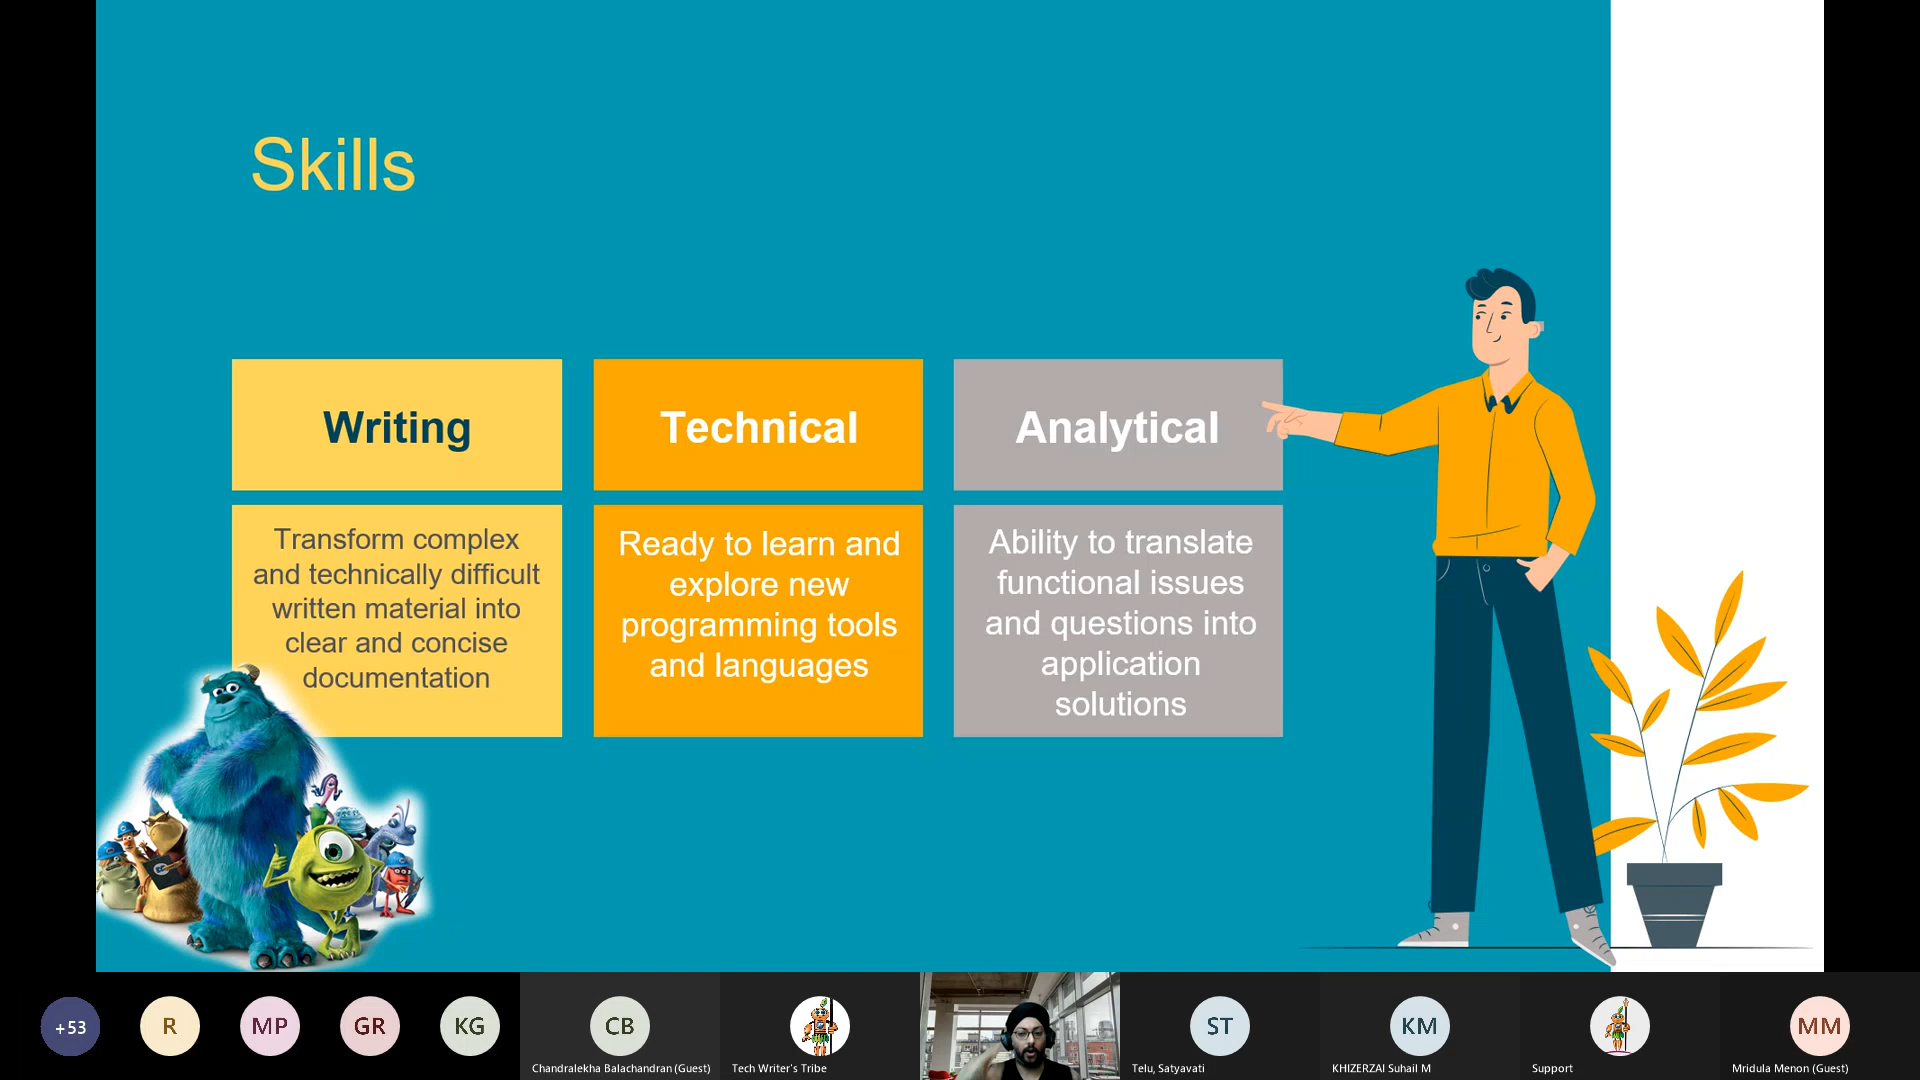 Skills
Writing
Technical
Analytical
Transform complex
and technically difficult
written material into
clear and concise
documentation
Ready to learn and
explore new
programming tools
and languages
Ability to translate
functional issues
and questions into
application
solutions
+53
R
MP
GR
KG
CB
ST
KM
MM
Chandralekha Balachandran (Guest)
Tech Writer's Tribe
Telu, Satyavati
KHIZERZAI Suhail M
Support
Mridula Menon (Guest)